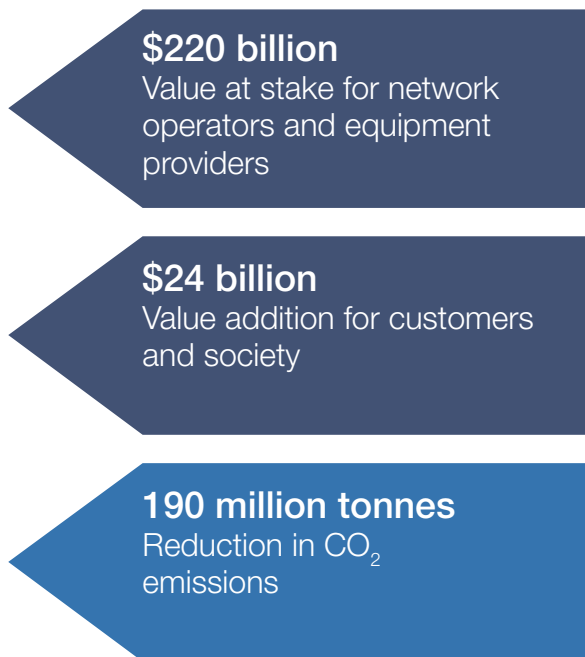 $220 billion
Value at stake for network
operators and equipment
providers
$24 billion
Value addition for customers
and society
190 million tonnes
Reduction in CO₂
emissions